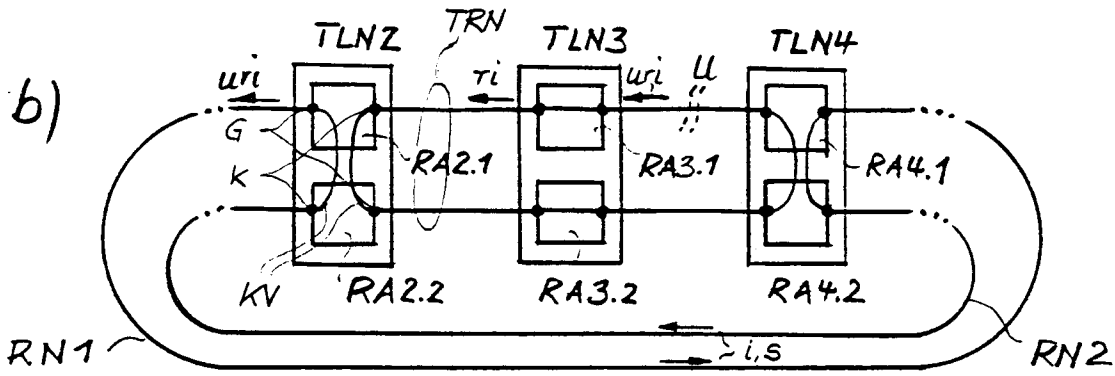 TRN
TLN2 TLN3 TLN4
uri ri uri U
b)
G RA2.1 RA3.1 RA4.1
K
KV RA2.2 RA3.2 RA4.2
RN1 i,s RN2